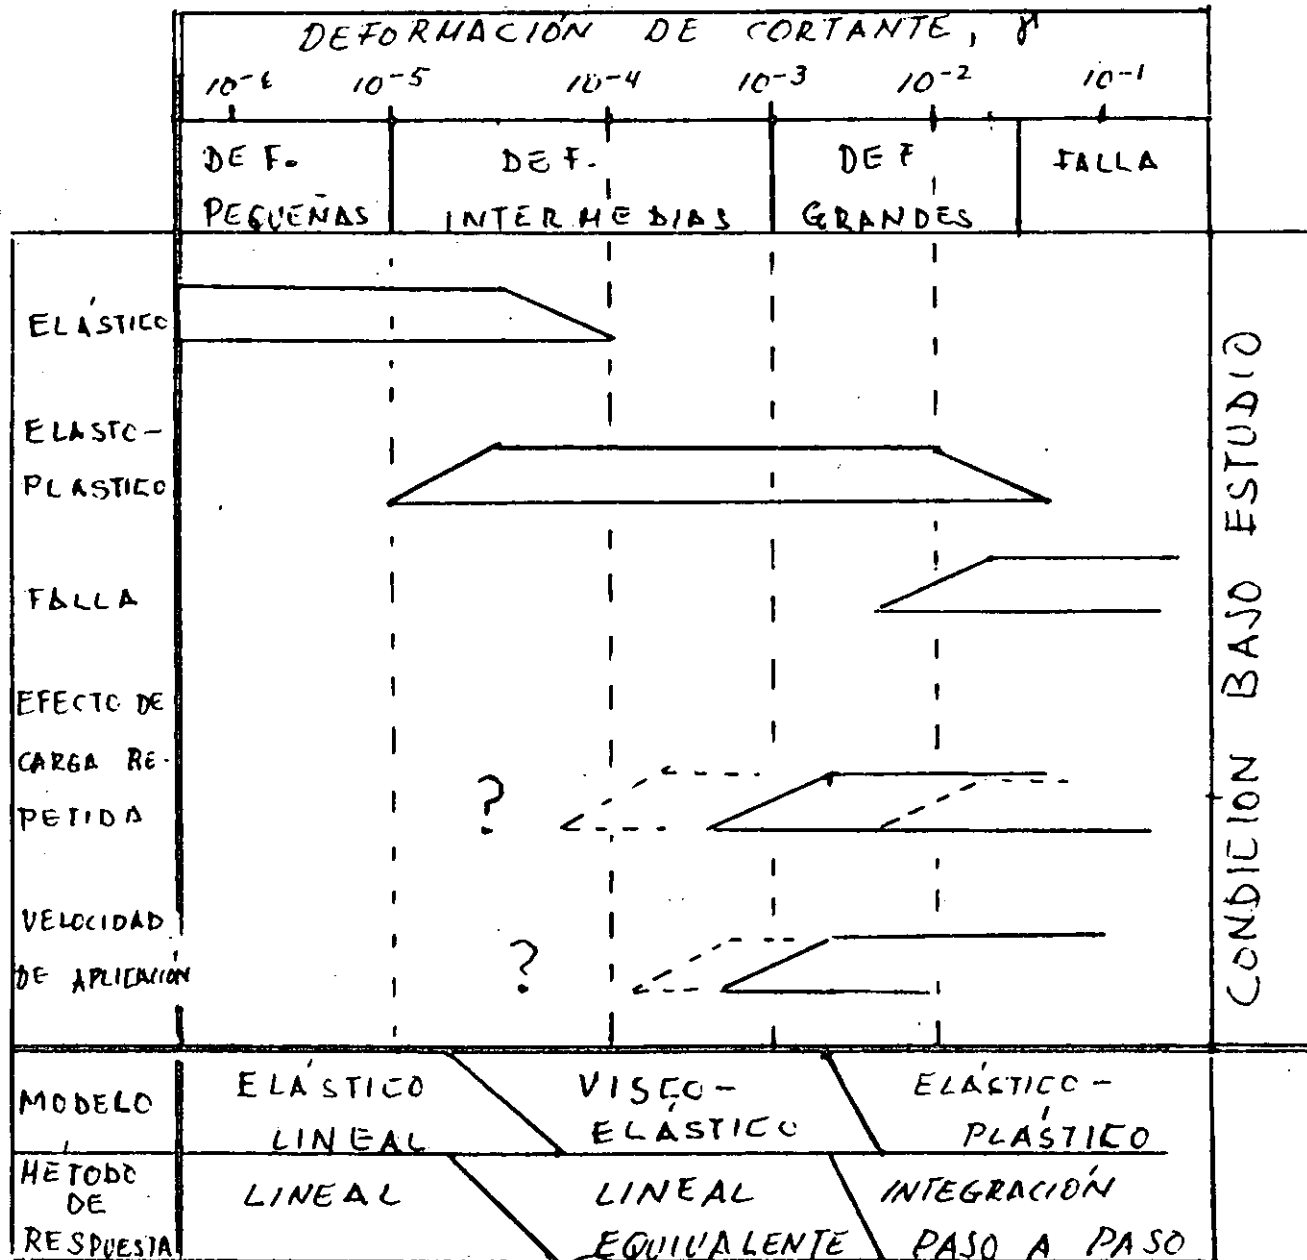 DEFORMACIÓN DE CORTANTE, γ
10-6 10-5 10-4 10-3 10-2 10-1
DEF. DEF. DEF FALLA
PEQUEÑAS INTERMEDIAS GRANDES
ELÁSTICO
ELASTO-
PLASTICO
FALLA
EFECTO DE
CARGA RE-
PETIDA ?
VELOCIDAD
DE APLICACIÓN ?
CONDICION BAJO ESTUDIO
MODELO
ELÁSTICO
LINEAL
VISCO-
ELÁSTICO
ELÁSTICO-
PLÁSTICO
MÉTODO
DE
RESPUESTA
LINEAL
LINEAL
EQUIVALENTE
INTEGRACIÓN
PASO A PASO